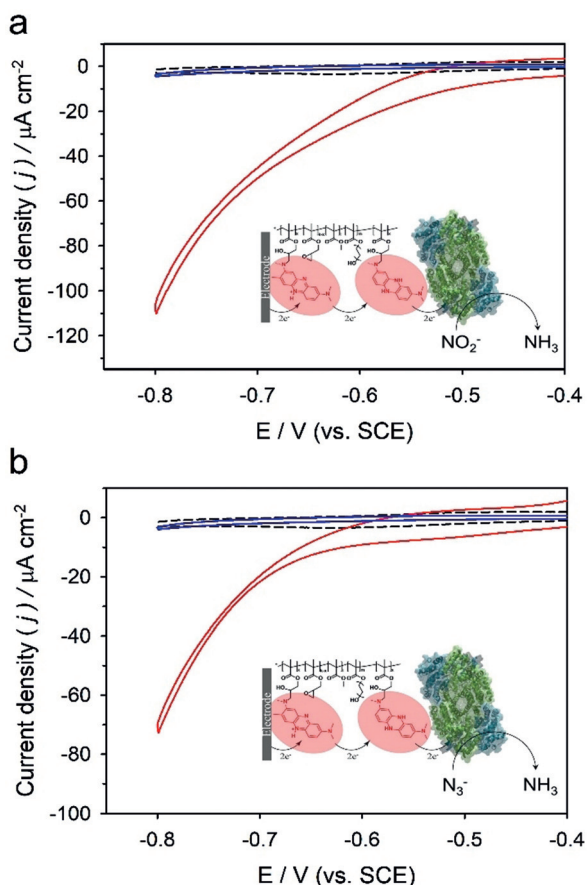 a
Current density (j) / µA cm⁻²
0
-20
-40
-60
-80
-100
-120
Electrode
2e⁻
2e⁻
2e⁻
NO₂⁻
NH₃
-0.8
-0.7
-0.6
-0.5
-0.4
E / V (vs. SCE)
b
Current density (j) / µA cm⁻²
0
-20
-40
-60
-80
-100
Electrode
2e⁻
2e⁻
2e⁻
N₃⁻
NH₃
-0.8
-0.7
-0.6
-0.5
-0.4
E / V (vs. SCE)